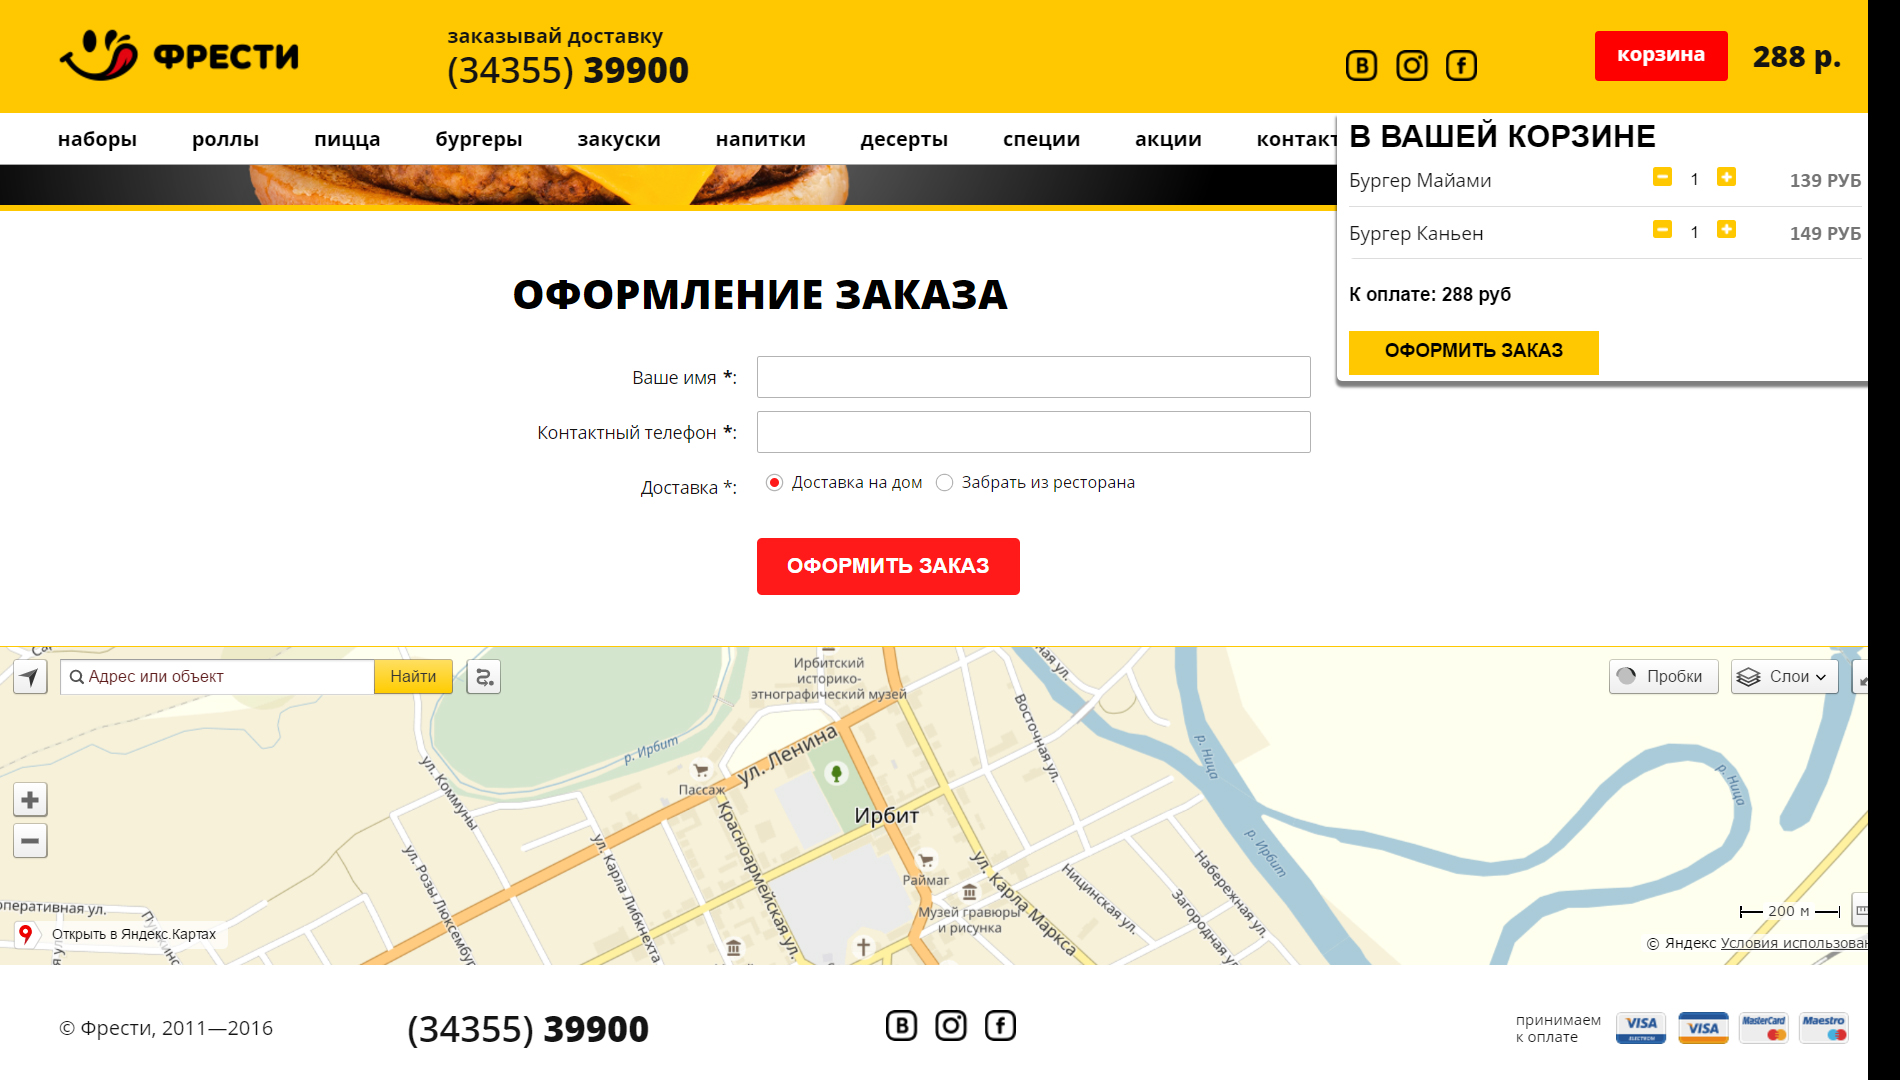 ФРЕСТИ
заказывай доставку
(34355) 39900
корзина
288 р.
наборы роллы пицца бургеры закуски напитки десерты специи акции контакт
В ВАШЕЙ КОРЗИНЕ
Бургер Майами 1 139 РУБ
Бургер Каньен 1 149 РУБ
К оплате: 288 руб
ОФОРМИТЬ ЗАКАЗ
ОФОРМЛЕНИЕ ЗАКАЗА
Ваше имя *:
Контактный телефон *:
Доставка *: Доставка на дом Забрать из ресторана
ОФОРМИТЬ ЗАКАЗ
Адрес или объект
Найти
Пробки
Слои
Ирбитский
историко-
этнографический музей
р. Ирбит
ул. Ленина
Пассаж
ул. Коммуны
Восточная ул.
р. Ница
р. Ница
Ирбит
Красноармейская ул.
ул. Карла Либкнехта
ул. Розы Люксембур
Раймаг
ул. Карла Маркса
Музей гравюры
и рисунка
Ницинская ул.
Набережная ул.
Загородная ул.
р. Ирбит
оперативная ул.
Открыть в Яндекс.Картах
200 м
© Яндекс Условия использован
© Фрести, 2011—2016
(34355) 39900
принимаем
к оплате
VISA
ELECTRON
VISA
MasterCard
Maestro